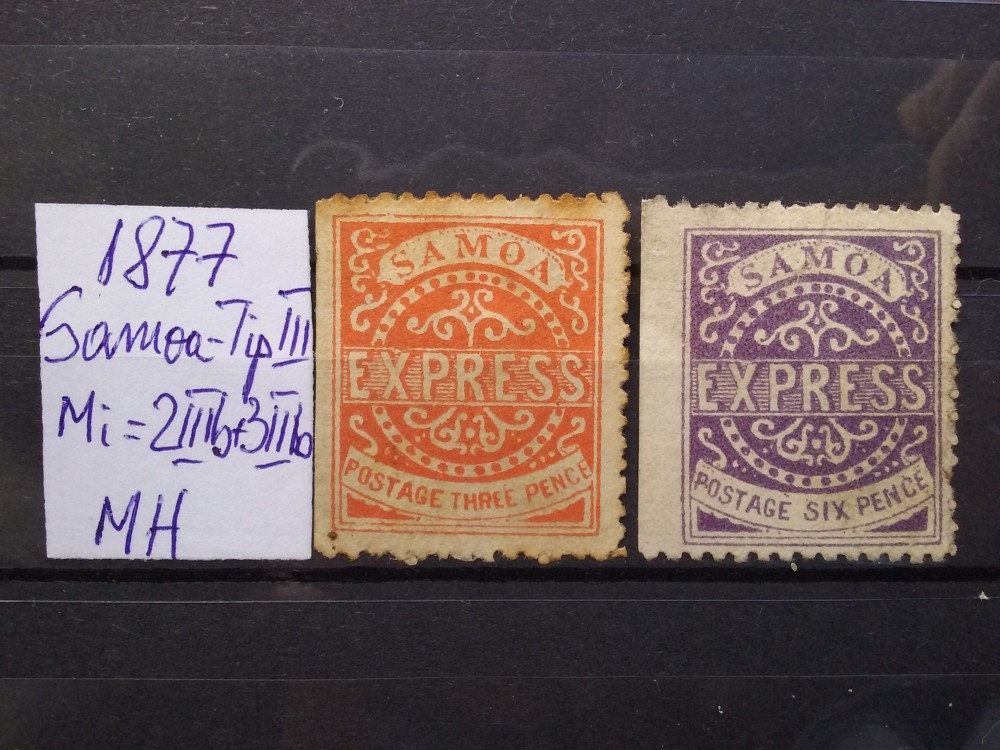 1877
Samoa-Tip III
Mi = 2IIIb+3IIIb
MH
SAMOA
EXPRESS
POSTAGE THREE PENCE
SAMOA
EXPRESS
POSTAGE SIX PENCE